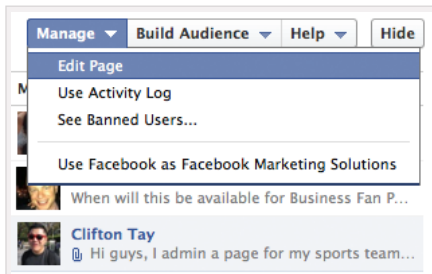 Manage Build Audience Help Hide
Edit Page
M
Use Activity Log
See Banned Users...
Use Facebook as Facebook Marketing Solutions
When will this be available for Business Fan P...
Clifton Tay
Hi guys, I admin a page for my sports team...